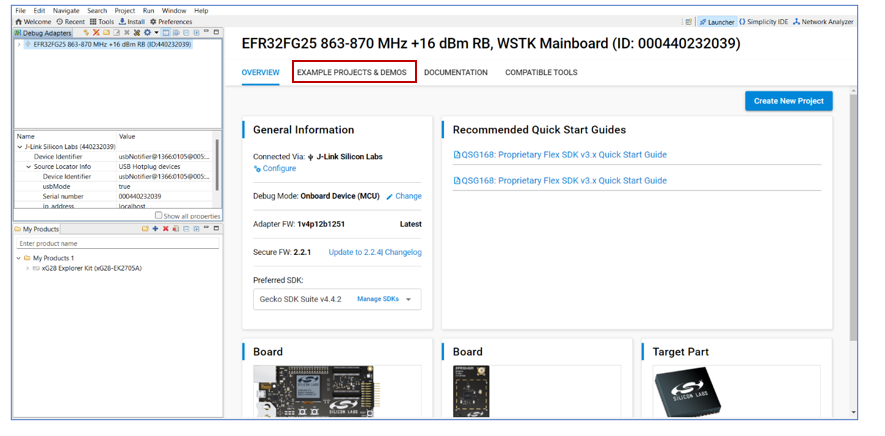 File Edit Navigate Search Project Run Window Help
Welcome Recent Tools Install Preferences
Launcher {} Simplicity IDE Network Analyzer
Debug Adapters
EFR32FG25 863-870 MHz +16 dBm RB (ID:440232039)
Name Value
J-Link Silicon Labs (440232039)
Device Identifier usbNotifier@1366:0105@005:...
Source Locator Info USB Hotplug devices
Device Identifier usbNotifier@1366:0105@005:...
usbMode true
Serial number 000440232039
ip_address localhost
Show all properties
My Products
Enter product name
My Products 1
xG28 Explorer Kit (xG28-EK2705A)
EFR32FG25 863-870 MHz +16 dBm RB, WSTK Mainboard (ID: 000440232039)
OVERVIEW EXAMPLE PROJECTS & DEMOS DOCUMENTATION COMPATIBLE TOOLS
Create New Project
General Information
Connected Via: J-Link Silicon Labs
Configure
Debug Mode: Onboard Device (MCU) Change
Adapter FW: 1v4p12b1251 Latest
Secure FW: 2.2.1 Update to 2.2.4| Changelog
Preferred SDK:
Gecko SDK Suite v4.4.2 Manage SDKs
Recommended Quick Start Guides
QSG168: Proprietary Flex SDK v3.x Quick Start Guide
QSG168: Proprietary Flex SDK v3.x Quick Start Guide
Board
SILICON LABS
Board
SILICON LABS
Target Part
SILICON LABS